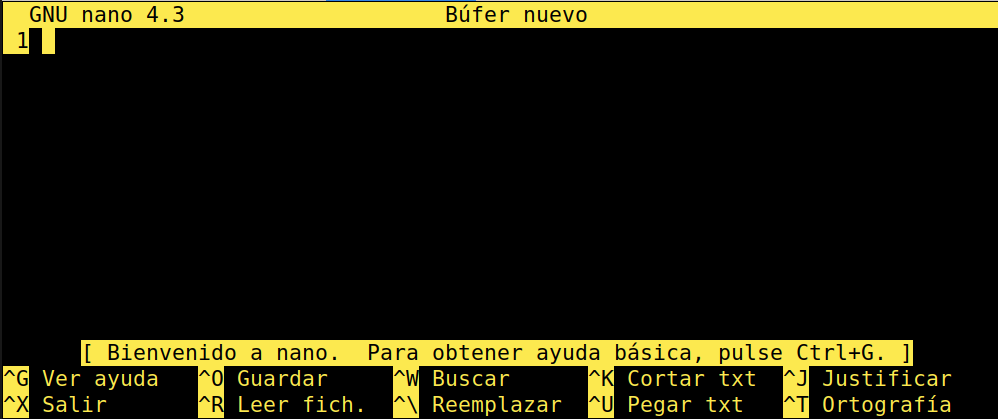 GNU nano 4.3 Búfer nuevo
1
[ Bienvenido a nano.  Para obtener ayuda básica, pulse Ctrl+G. ]
^G Ver ayuda ^O Guardar ^W Buscar ^K Cortar txt ^J Justificar
^X Salir ^R Leer fich. ^\ Reemplazar ^U Pegar txt ^T Ortografía